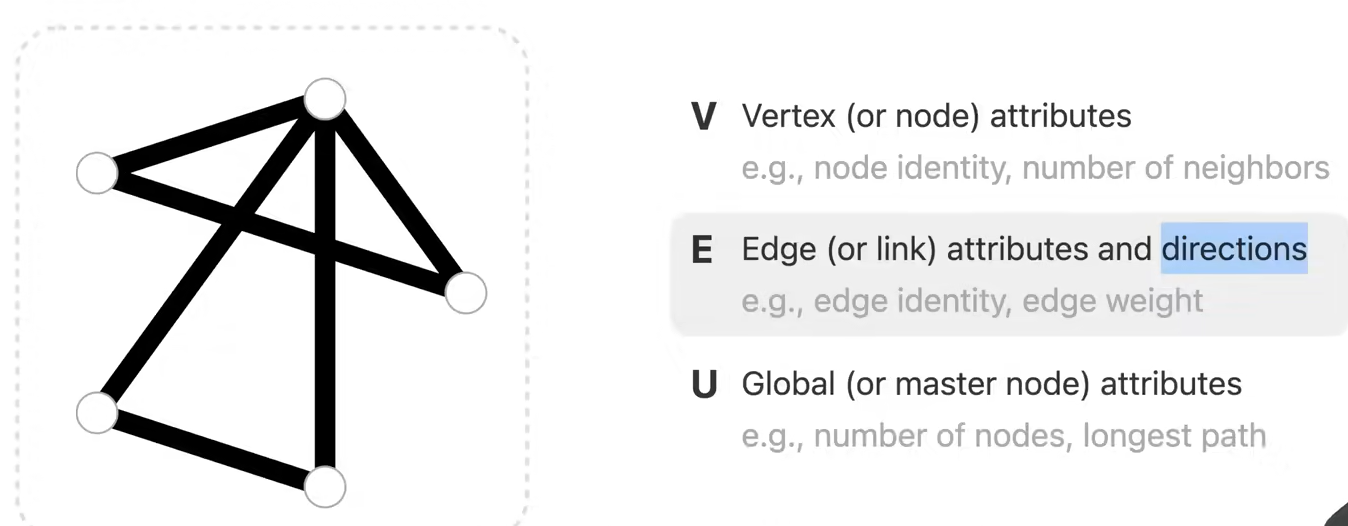 V Vertex (or node) attributes
e.g., node identity, number of neighbors
E Edge (or link) attributes and directions
e.g., edge identity, edge weight
U Global (or master node) attributes
e.g., number of nodes, longest path